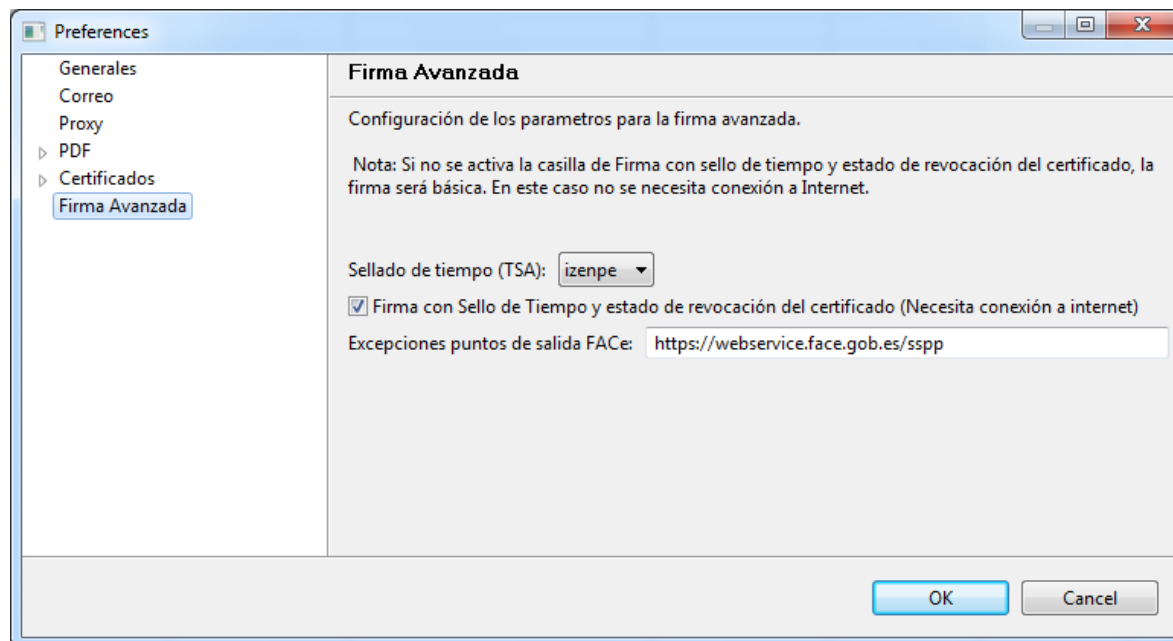 Preferences
Generales
Correo
Proxy
PDF
Certificados
Firma Avanzada
Firma Avanzada
Configuración de los parametros para la firma avanzada.
Nota: Si no se activa la casilla de Firma con sello de tiempo y estado de revocación del certificado, la
firma será básica. En este caso no se necesita conexión a Internet.
Sellado de tiempo (TSA): izenpe
Firma con Sello de Tiempo y estado de revocación del certificado (Necesita conexión a internet)
Excepciones puntos de salida FACe: https://webservice.face.gob.es/sspp
OK Cancel